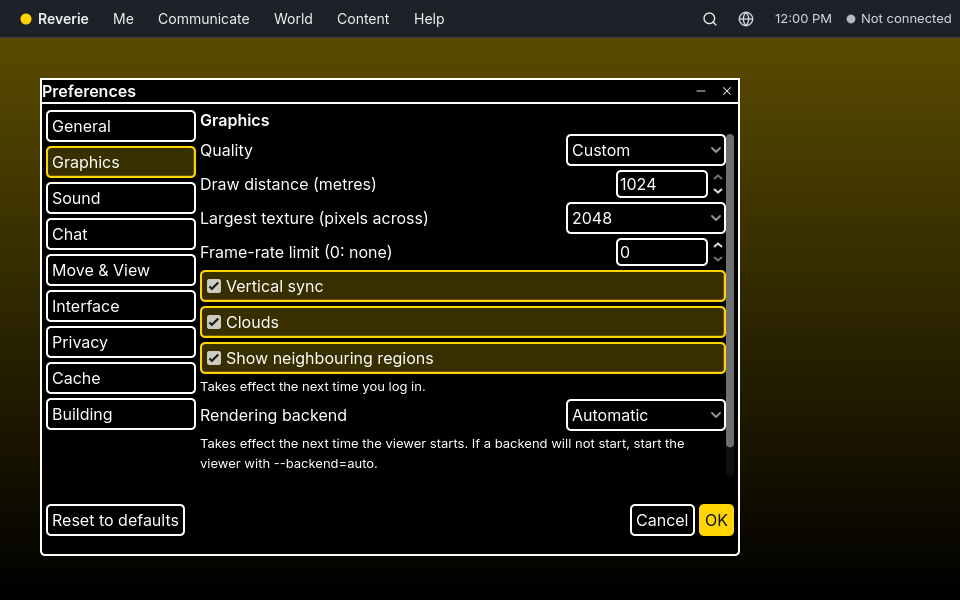 Reverie Me Communicate World Content Help 12:00 PM Not connected
Preferences
General
Graphics
Sound
Chat
Move & View
Interface
Privacy
Cache
Building
Graphics
Quality Custom
Draw distance (metres) 1024
Largest texture (pixels across) 2048
Frame-rate limit (0: none) 0
Vertical sync
Clouds
Show neighbouring regions
Takes effect the next time you log in.
Rendering backend Automatic
Takes effect the next time the viewer starts. If a backend will not start, start the
viewer with --backend=auto.
Reset to defaults Cancel OK